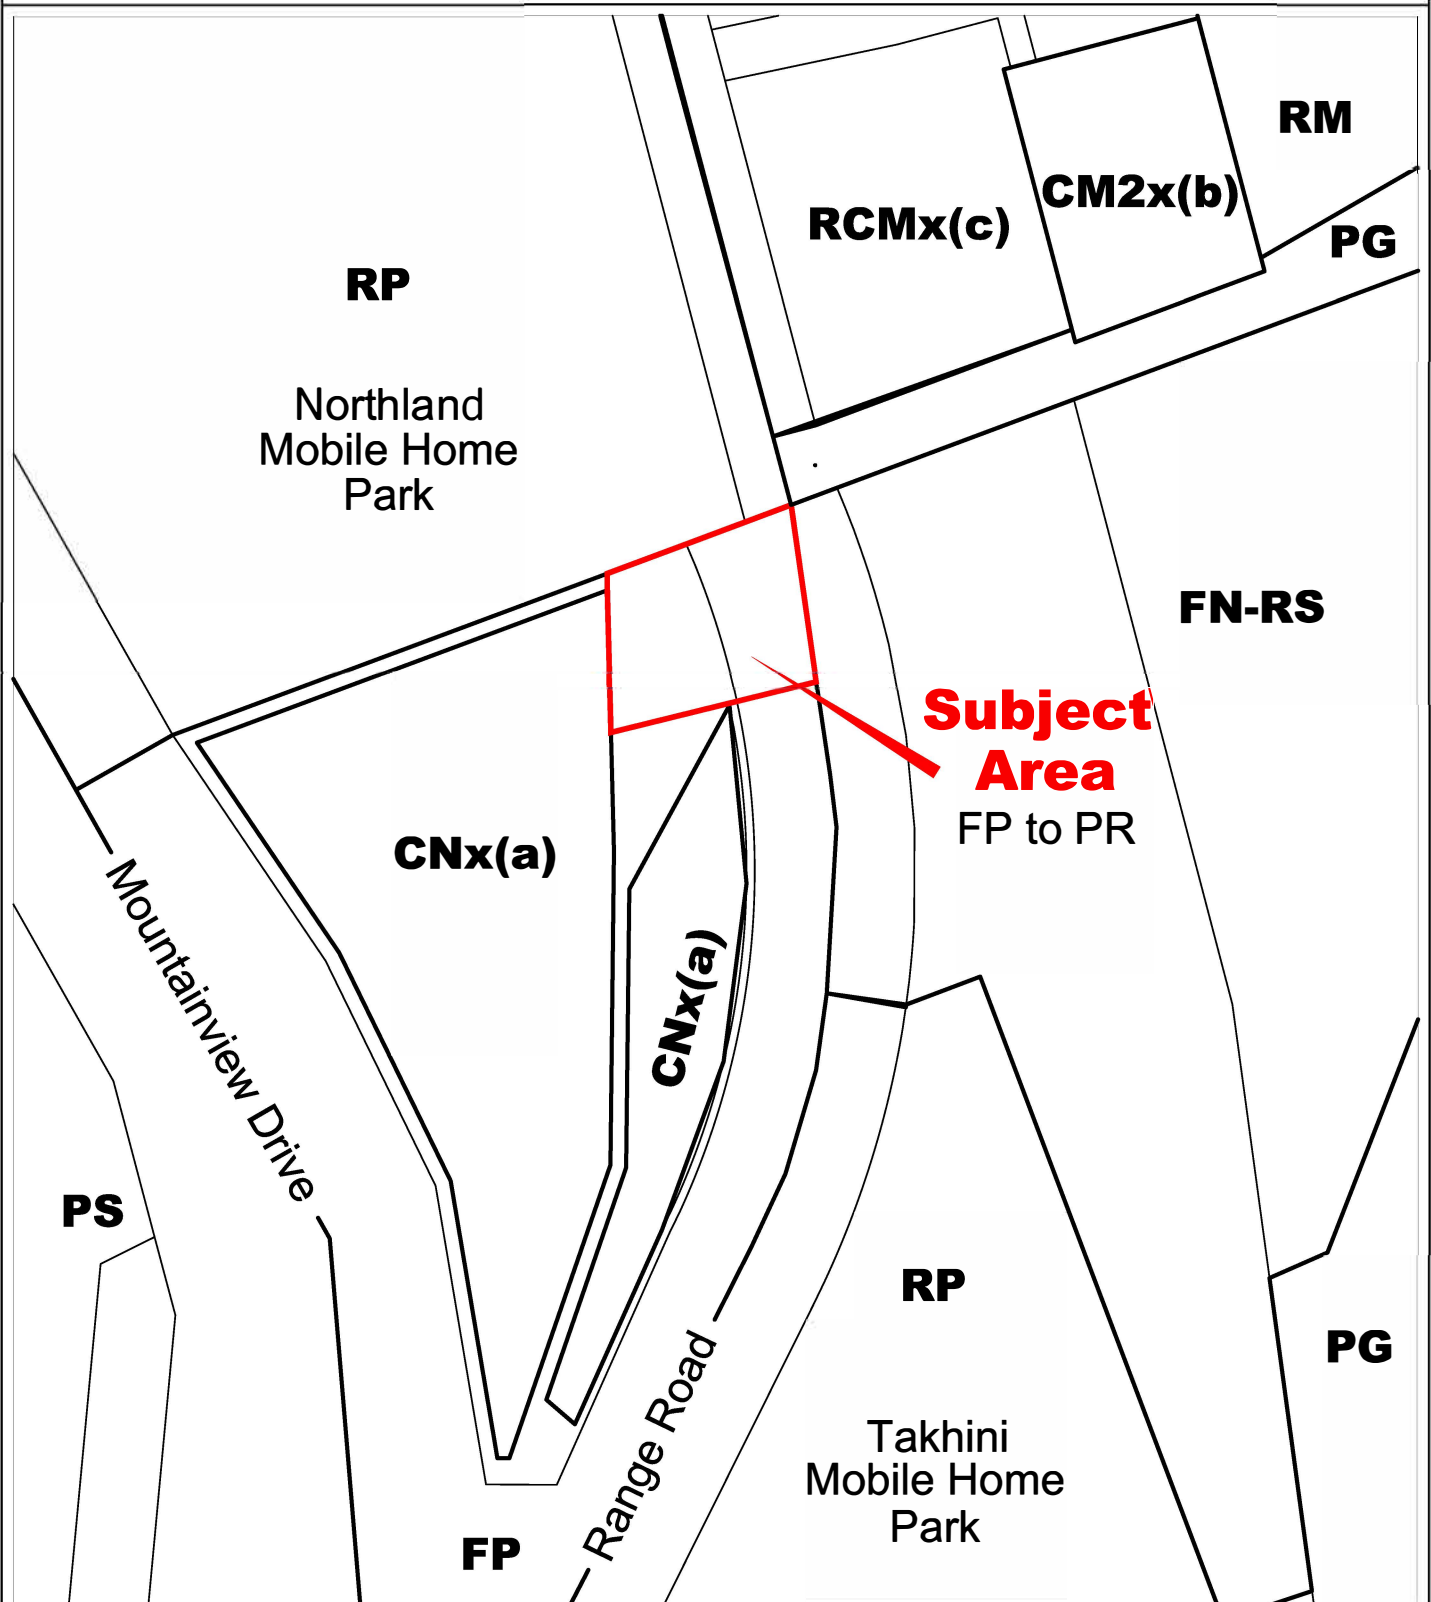 RM
CM2x(b)
RCMx(c)
PG
RP
Northland
Mobile Home
Park
FN-RS
Subject
Area
FP to PR
CNx(a)
Mountainview Drive
CNx(a)
PS
RP
PG
Range Road
Takhini
Mobile Home
Park
FP